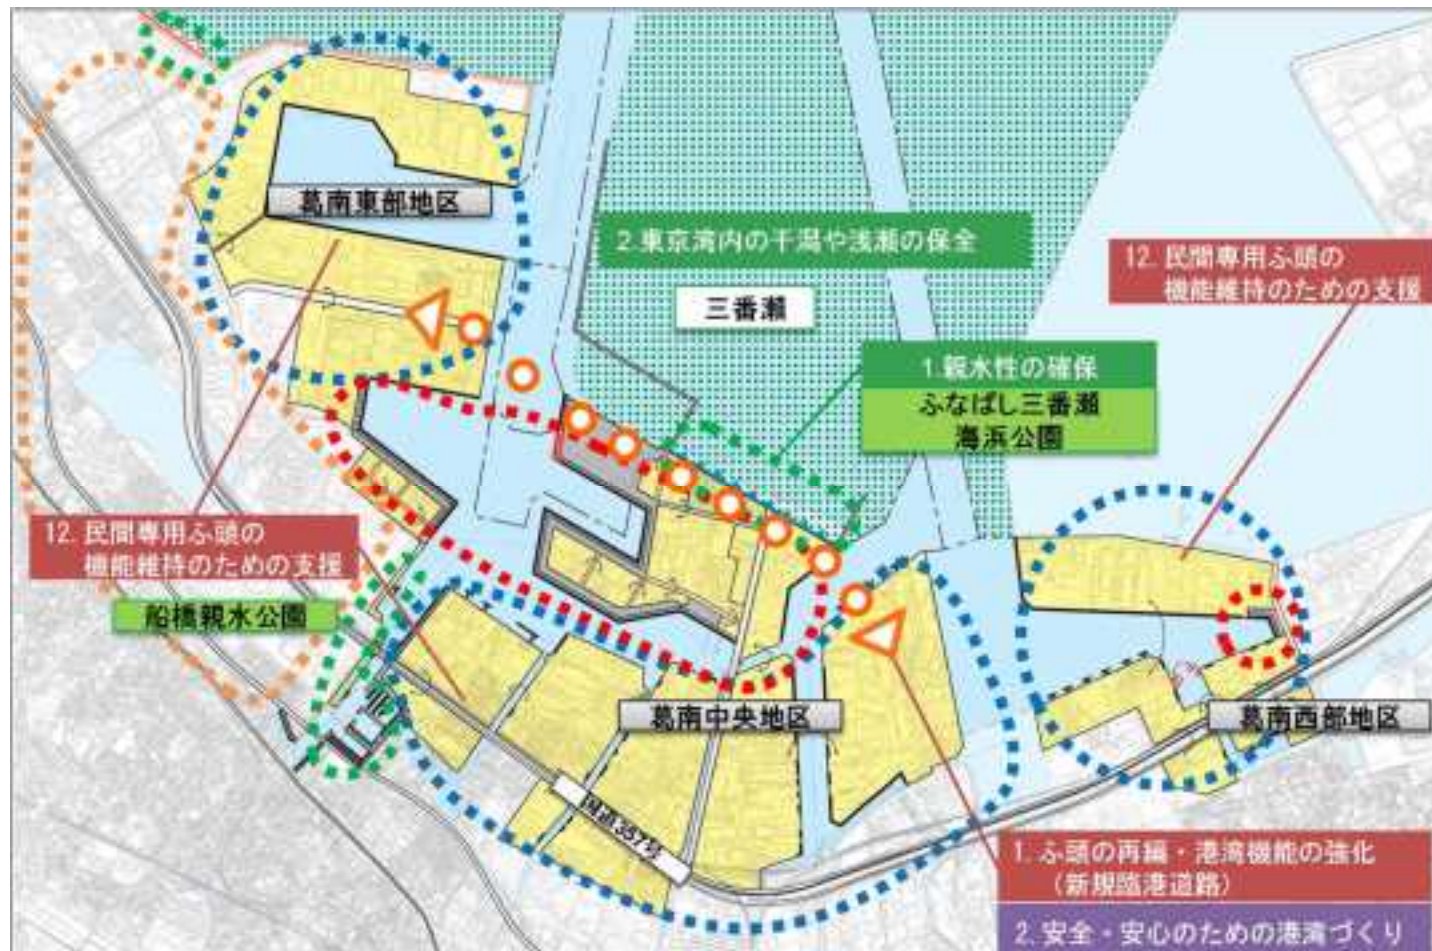 葛南東部地区
2.東京湾内の干潟や浅瀬の保全
12. 民間専用ふ頭の
機能維持のための支援
三番瀬
1.親水性の確保
ふなばし三番瀬
海浜公園
12. 民間専用ふ頭の
機能維持のための支援
船橋親水公園
葛南中央地区
葛南西部地区
国道357号
1. ふ頭の再編・港湾機能の強化
（新規臨港道路）
2. 安全・安心のための港湾づくり